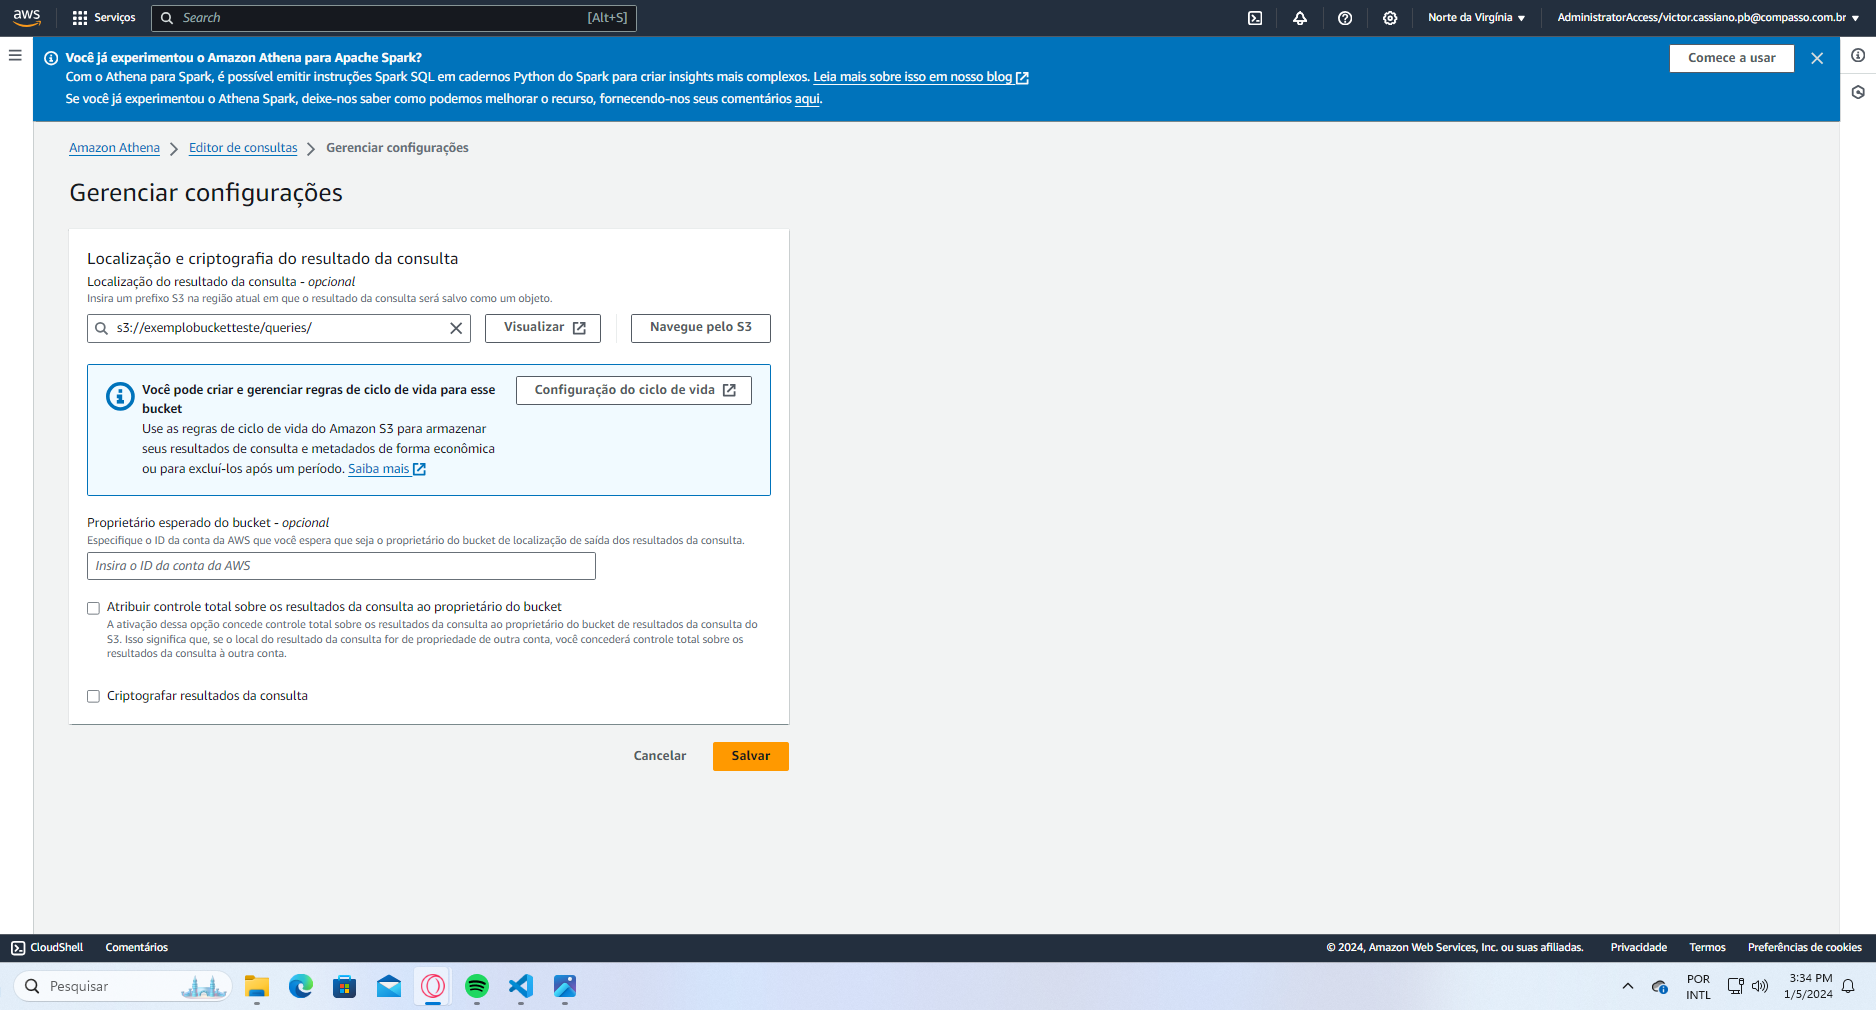 aws
Serviços
Search
[Alt+S]
Norte da Virgínia
AdministratorAccess/victor.cassiano.pb@compasso.com.br
Você já experimentou o Amazon Athena para Apache Spark?
Com o Athena para Spark, é possível emitir instruções Spark SQL em cadernos Python do Spark para criar insights mais complexos. Leia mais sobre isso em nosso blog
Se você já experimentou o Athena Spark, deixe-nos saber como podemos melhorar o recurso, fornecendo-nos seus comentários aqui.
Comece a usar
Amazon Athena
Editor de consultas
Gerenciar configurações
Gerenciar configurações
Localização e criptografia do resultado da consulta
Localização do resultado da consulta - opcional
Insira um prefixo S3 na região atual em que o resultado da consulta será salvo como um objeto.
s3://exemplobucketteste/queries/
Visualizar
Navegue pelo S3
Você pode criar e gerenciar regras de ciclo de vida para esse
bucket
Use as regras de ciclo de vida do Amazon S3 para armazenar
seus resultados de consulta e metadados de forma econômica
ou para excluí-los após um período. Saiba mais
Configuração do ciclo de vida
Proprietário esperado do bucket - opcional
Especifique o ID da conta da AWS que você espera que seja o proprietário do bucket de localização de saída dos resultados da consulta.
Insira o ID da conta da AWS
Atribuir controle total sobre os resultados da consulta ao proprietário do bucket
A ativação dessa opção concede controle total sobre os resultados da consulta ao proprietário do bucket de resultados da consulta do
S3. Isso significa que, se o local do resultado da consulta for de propriedade de outra conta, você concederá controle total sobre os
resultados da consulta à outra conta.
Criptografar resultados da consulta
Cancelar
Salvar
CloudShell
Comentários
© 2024, Amazon Web Services, Inc. ou suas afiliadas.
Privacidade
Termos
Preferências de cookies
Pesquisar
POR
INTL
3:34 PM
1/5/2024